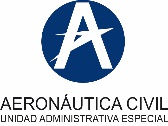 AERONÁUTICA CIVIL
UNIDAD ADMINISTRATIVA ESPECIAL